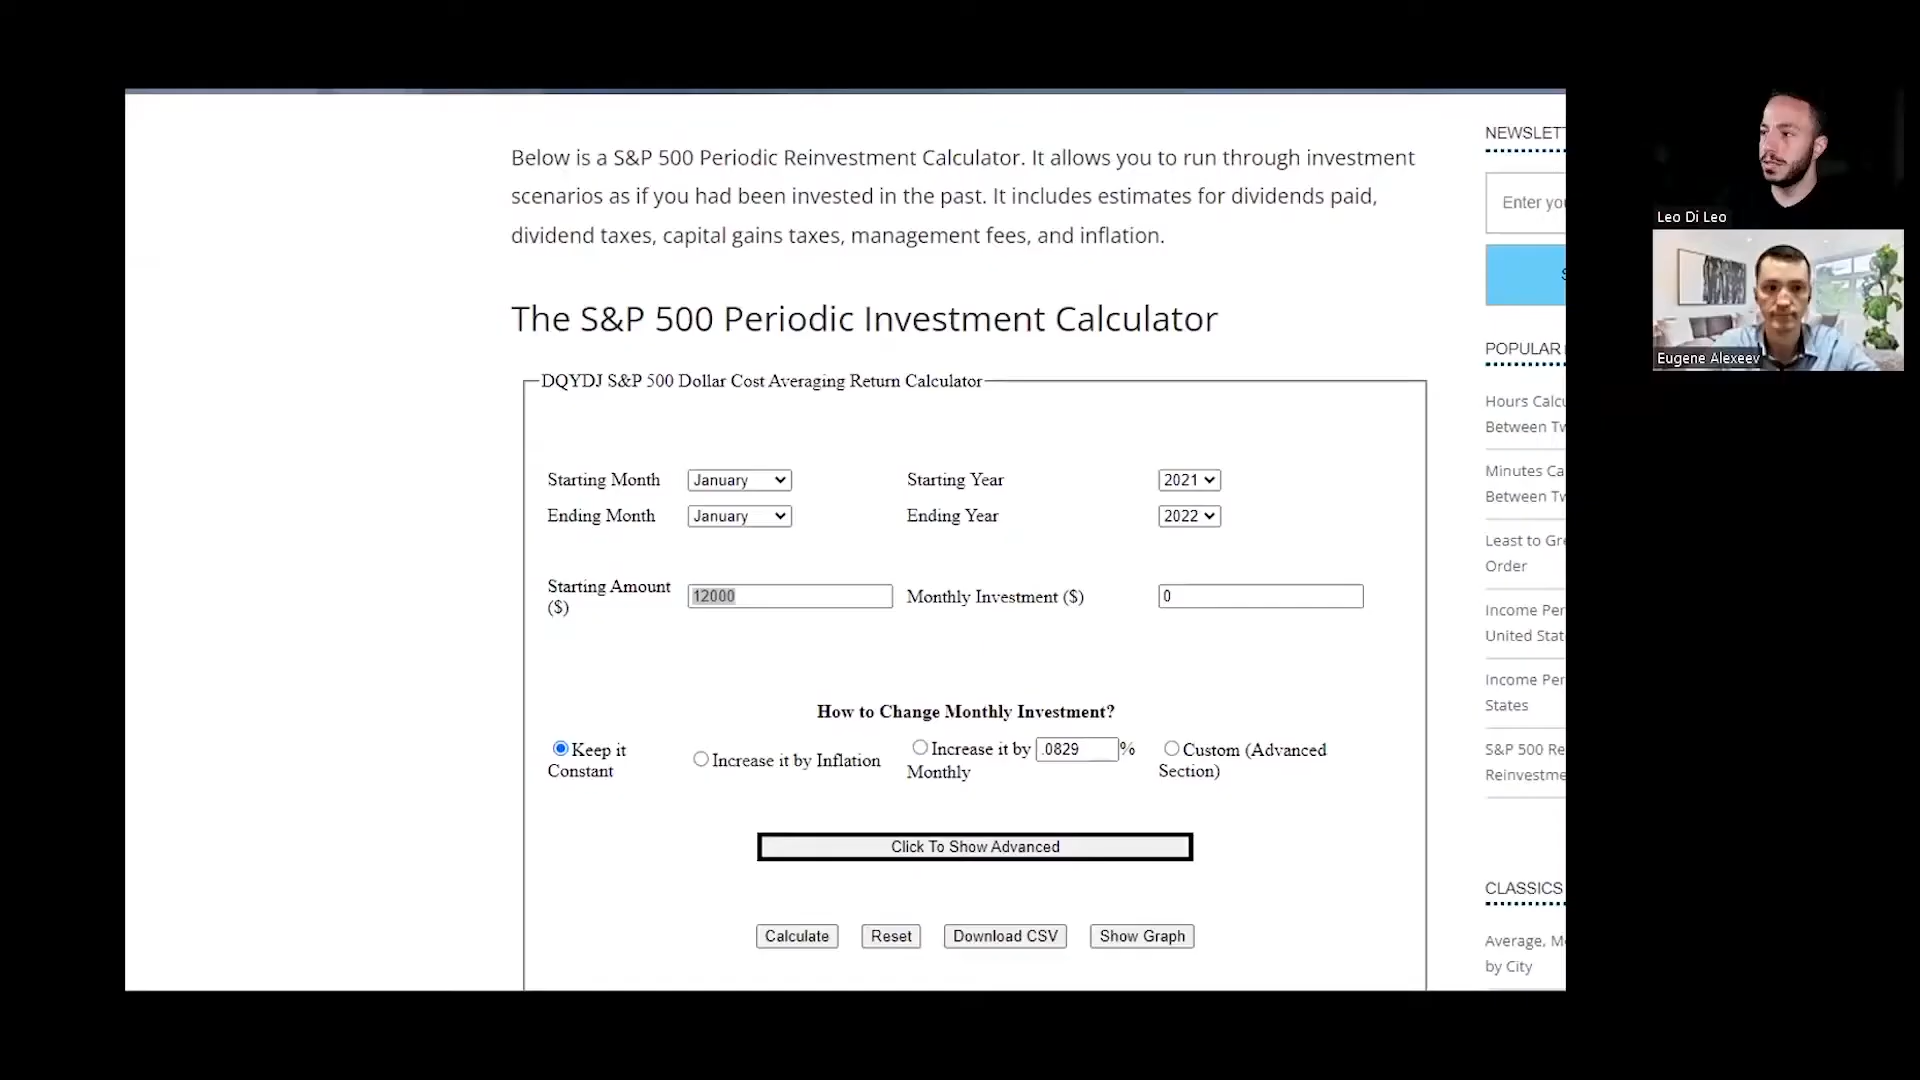 Below is a S&P 500 Periodic Reinvestment Calculator. It allows you to run through investment
scenarios as if you had been invested in the past. It includes estimates for dividends paid,
dividend taxes, capital gains taxes, management fees, and inflation.
The S&P 500 Periodic Investment Calculator
DQYDJ S&P 500 Dollar Cost Averaging Return Calculator
Starting Month January Starting Year 2021
Ending Month January Ending Year 2022
Starting Amount
($) 12000 Monthly Investment ($) 0
How to Change Monthly Investment?
Keep it
Constant
Increase it by Inflation
Increase it by .0829 %
Monthly
Custom (Advanced
Section)
Click To Show Advanced
Calculate Reset Download CSV Show Graph
NEWSLET
Enter yo
S
POPULAR
Hours Calc
Between Tw
Minutes Ca
Between Tw
Least to Gr
Order
Income Per
United Stat
Income Per
States
S&P 500 Re
Reinvestme
CLASSICS
Average, M
by City
Leo Di Leo
Eugene Alexeev